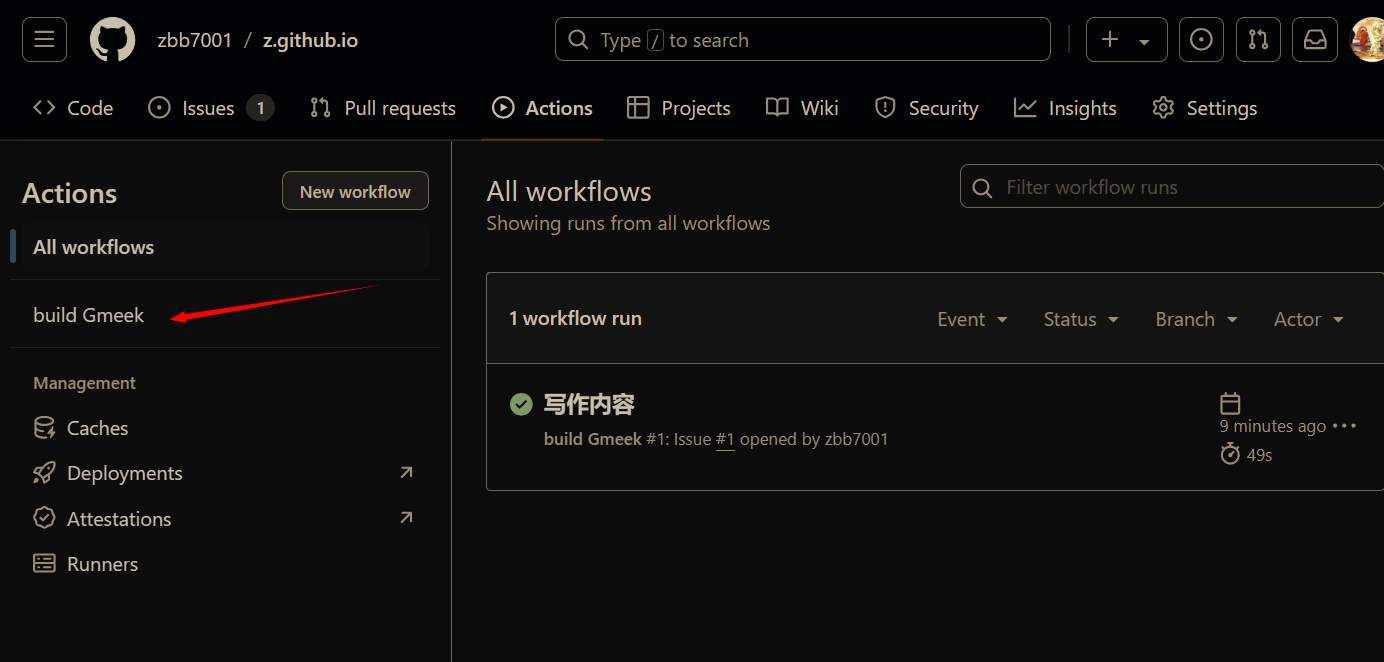 zbb7001 / z.github.io
Type / to search
Code
Issues 1
Pull requests
Actions
Projects
Wiki
Security
Insights
Settings
Actions
New workflow
All workflows
build Gmeek
Management
Caches
Deployments
Attestations
Runners
All workflows
Showing runs from all workflows
Filter workflow runs
1 workflow run
Event
Status
Branch
Actor
写作内容
build Gmeek #1: Issue #1 opened by zbb7001
9 minutes ago
49s